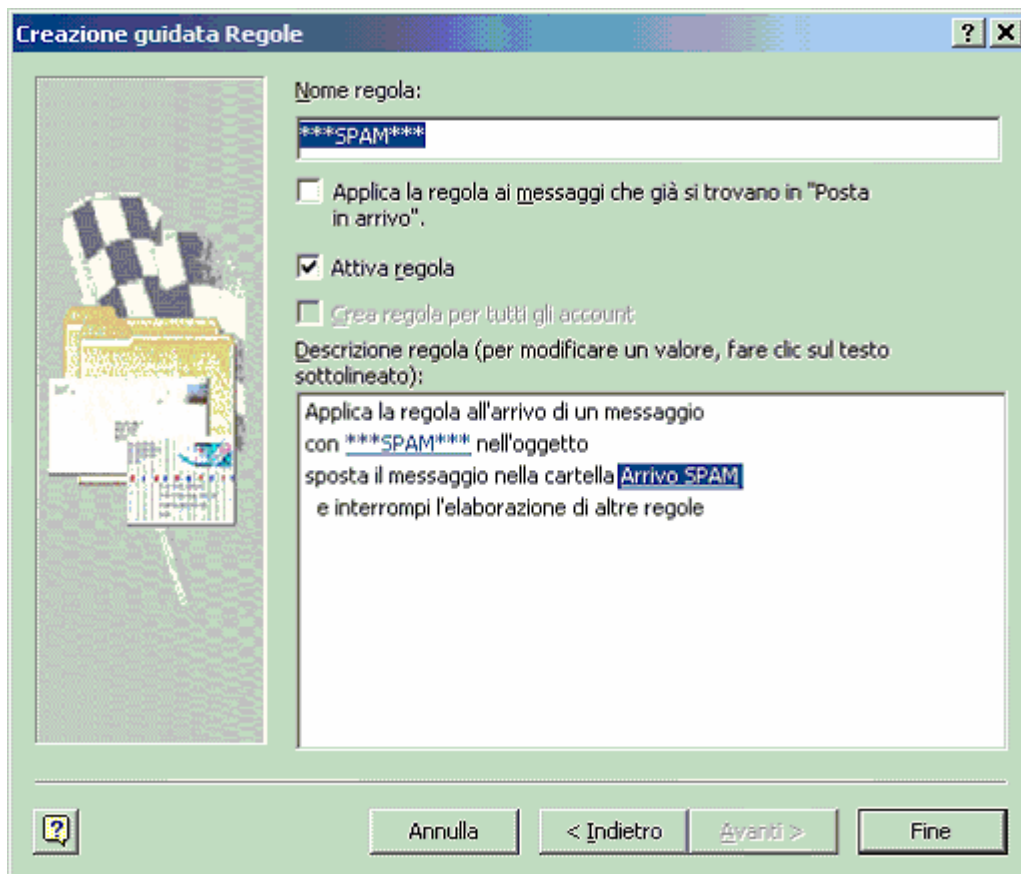 Creazione guidata Regole
Nome regola:
***SPAM***
Applica la regola ai messaggi che già si trovano in "Posta
in arrivo".
Attiva regola
Crea regola per tutti gli account
Descrizione regola (per modificare un valore, fare clic sul testo
sottolineato):
Applica la regola all'arrivo di un messaggio
con ***SPAM*** nell'oggetto
sposta il messaggio nella cartella Arrivo SPAM
e interrompi l'elaborazione di altre regole
Annulla
< Indietro
Avanti >
Fine